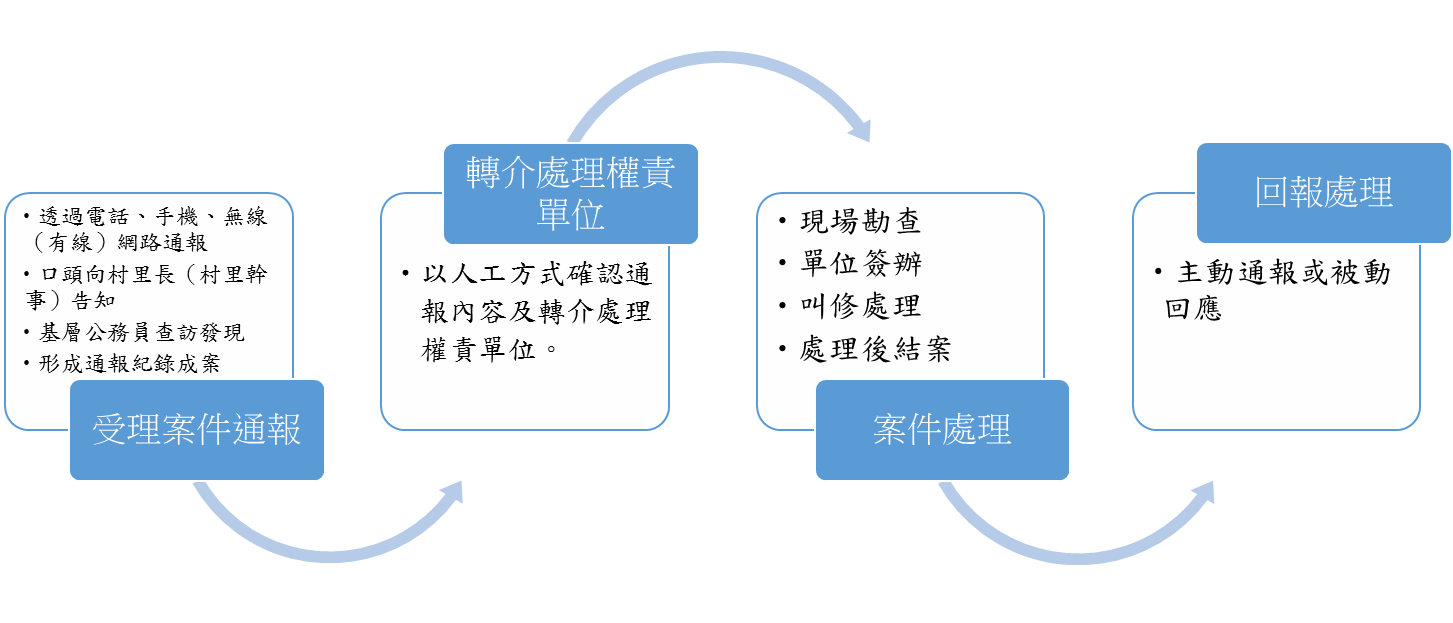 ・透過電話、手機、無線
（有線）網路通報
・口頭向村里長（村里幹
事）告知
・基層公務員查訪發現
・形成通報紀錄成案
受理案件通報
轉介處理權責
單位
・以人工方式確認通
報內容及轉介處理
權責單位。
・現場勘查
・單位簽辦
・叫修處理
・處理後結案
案件處理
回報處理
・主動通報或被動
回應